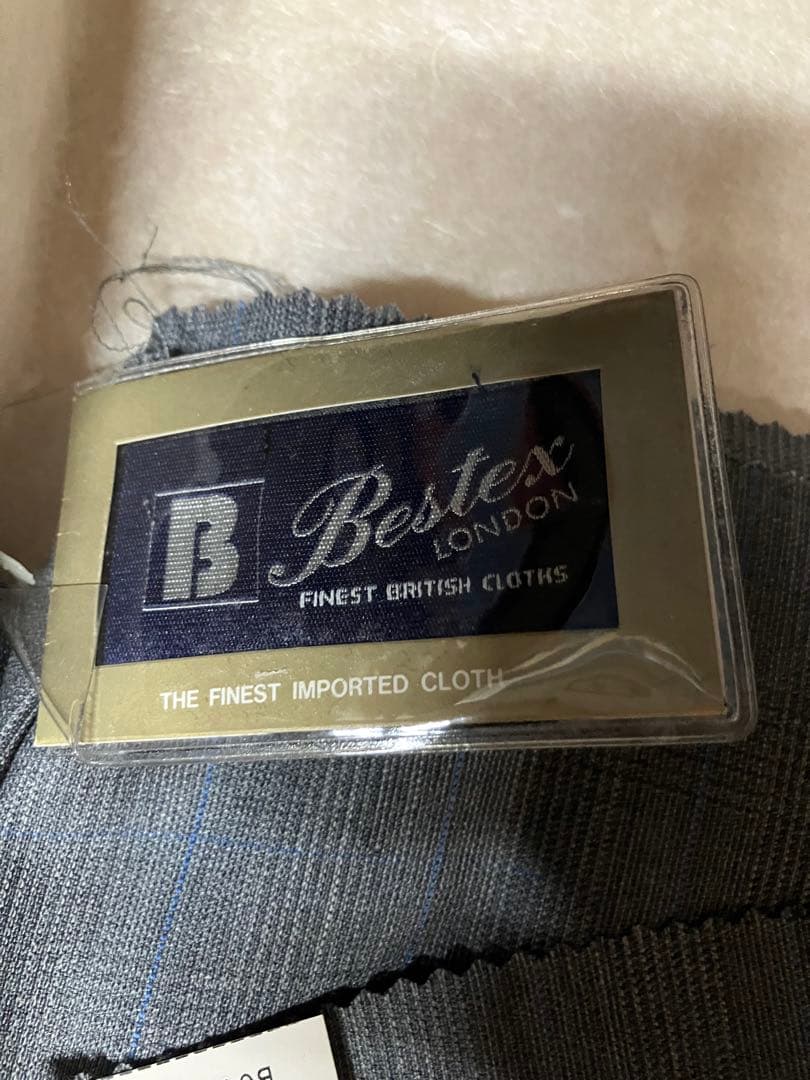 B
Bestex
LONDON
FINEST BRITISH CLOTHS
THE FINEST IMPORTED CLOTH